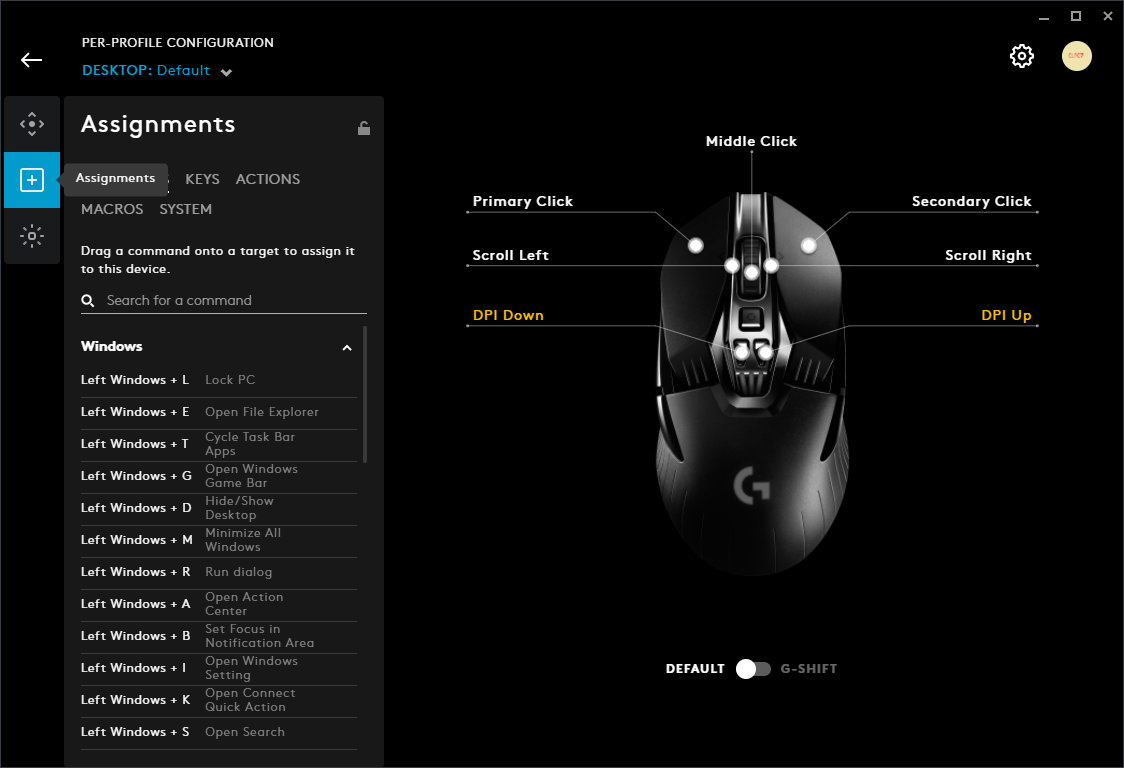 PER-PROFILE CONFIGURATION
DESKTOP: Default
Assignments
Assignments
KEYS
ACTIONS
MACROS
SYSTEM
Drag a command onto a target to assign it
to this device.
Search for a command
Windows
Left Windows + L Lock PC
Left Windows + E Open File Explorer
Left Windows + T Cycle Task Bar
Apps
Left Windows + G Open Windows
Game Bar
Left Windows + D Hide/Show
Desktop
Left Windows + M Minimize All
Windows
Left Windows + R Run dialog
Left Windows + A Open Action
Center
Left Windows + B Set Focus in
Notification Area
Left Windows + I Open Windows
Setting
Left Windows + K Open Connect
Quick Action
Left Windows + S Open Search
Middle Click
Primary Click
Secondary Click
Scroll Left
Scroll Right
DPI Down
DPI Up
G
DEFAULT
G-SHIFT